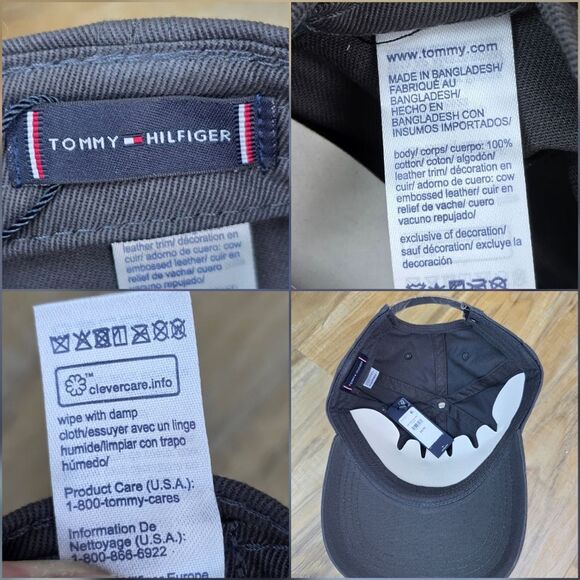 TOMMY HILFIGER
leather trim/ décoration en
cuir/ adorno de cuero: cow
embossed leather/ cuir en
relief de vache/ cuero
vacuno repujado/
www.tommy.com
MADE IN BANGLADESH/
FABRIQUÉ AU
BANGLADESH/
HECHO EN
BANGLADESH CON
INSUMOS IMPORTADOS/
body/ corps/ cuerpo: 100%
cotton/ coton/ algodón/
leather trim/ décoration en
cuir/ adorno de cuero: cow
embossed leather/ cuir en
relief de vache/ cuero
vacuno repujado/
exclusive of decoration/
sauf décoration/ excluye la
decoración
clevercare.info™
wipe with damp
cloth/essuyer avec un linge
humide/limpiar con trapo
húmedo/
Product Care (U.S.A.):
1-800-tommy-cares
Information De
Nettoyage (U.S.A.):
1-800-866-6922
Europe